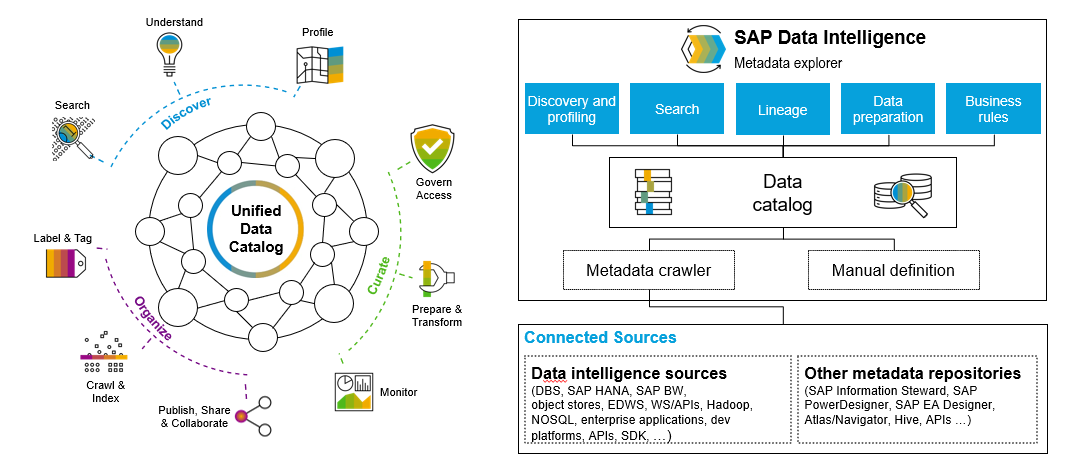 Understand
Profile
Search
Discover
Govern
Access
Unified
Data
Catalog
Label & Tag
Curate
Organize
Prepare &
Transform
Crawl &
Index
Publish, Share
& Collaborate
Monitor
SAP Data Intelligence
Metadata explorer
Discovery and
profiling
Search
Lineage
Data
preparation
Business
rules
Data
catalog
Metadata crawler
Manual definition
Connected Sources
Data intelligence sources
(DBS, SAP HANA, SAP BW,
object stores, EDWS, WS/APIs, Hadoop,
NOSQL, enterprise applications, dev
platforms, APIs, SDK, …)
Other metadata repositories
(SAP Information Steward, SAP
PowerDesigner, SAP EA Designer,
Atlas/Navigator, Hive, APIs …)